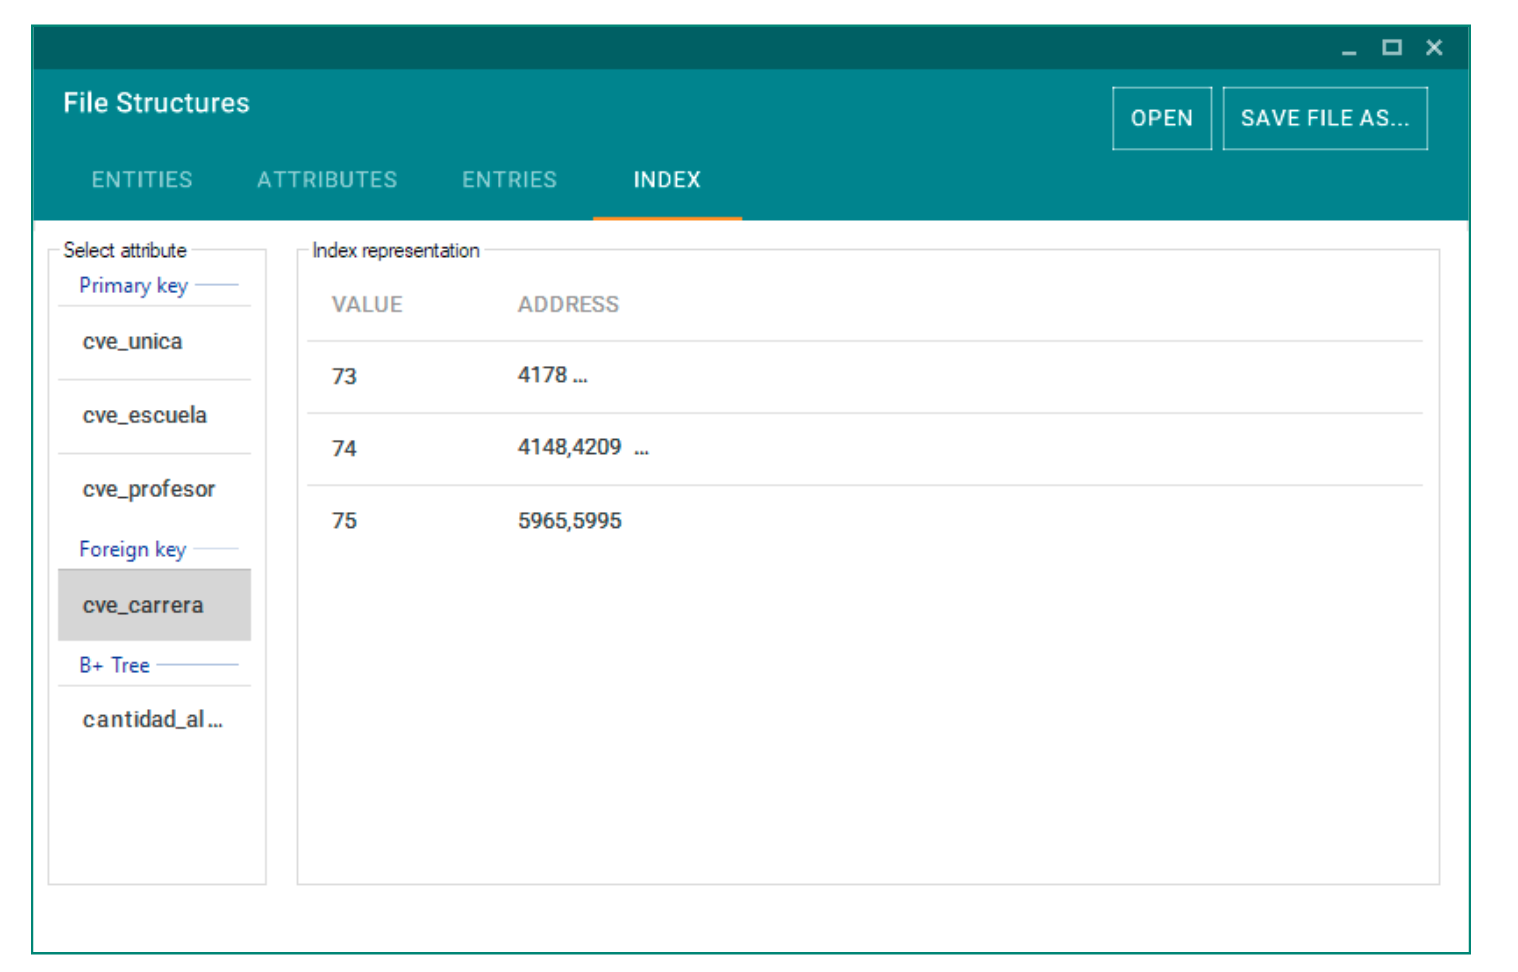 File Structures
OPEN
SAVE FILE AS...
ENTITIES
ATTRIBUTES
ENTRIES
INDEX
Select attribute
Primary key
cve_unica
cve_escuela
cve_profesor
Foreign key
cve_carrera
B+ Tree
cantidad_al...
Index representation
VALUE ADDRESS
73 4178 ...
74 4148,4209 ...
75 5965,5995